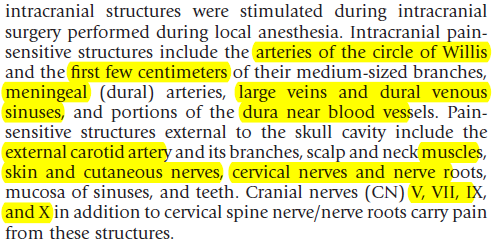 intracranial structures were stimulated during intracranial
surgery performed during local anesthesia. Intracranial pain-
sensitive structures include the arteries of the circle of Willis
and the first few centimeters of their medium-sized branches,
meningeal (dural) arteries, large veins and dural venous
sinuses, and portions of the dura near blood vessels. Pain-
sensitive structures external to the skull cavity include the
external carotid artery and its branches, scalp and neck muscles,
skin and cutaneous nerves, cervical nerves and nerve roots,
mucosa of sinuses, and teeth. Cranial nerves (CN) V, VII, IX,
and X in addition to cervical spine nerve/nerve roots carry pain
from these structures.